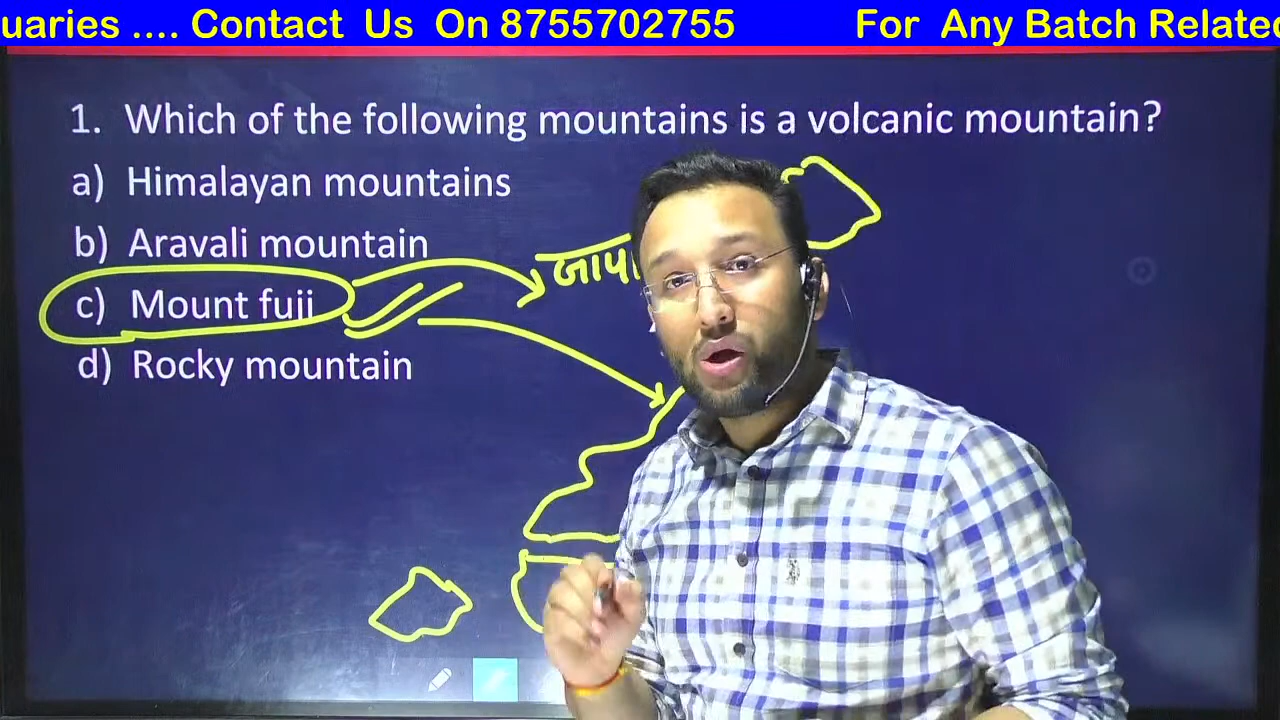 uaries .... Contact Us On 8755702755 For Any Batch Related
1. Which of the following mountains is a volcanic mountain?
a) Himalayan mountains
b) Aravali mountain
c) Mount fuji
d) Rocky mountain